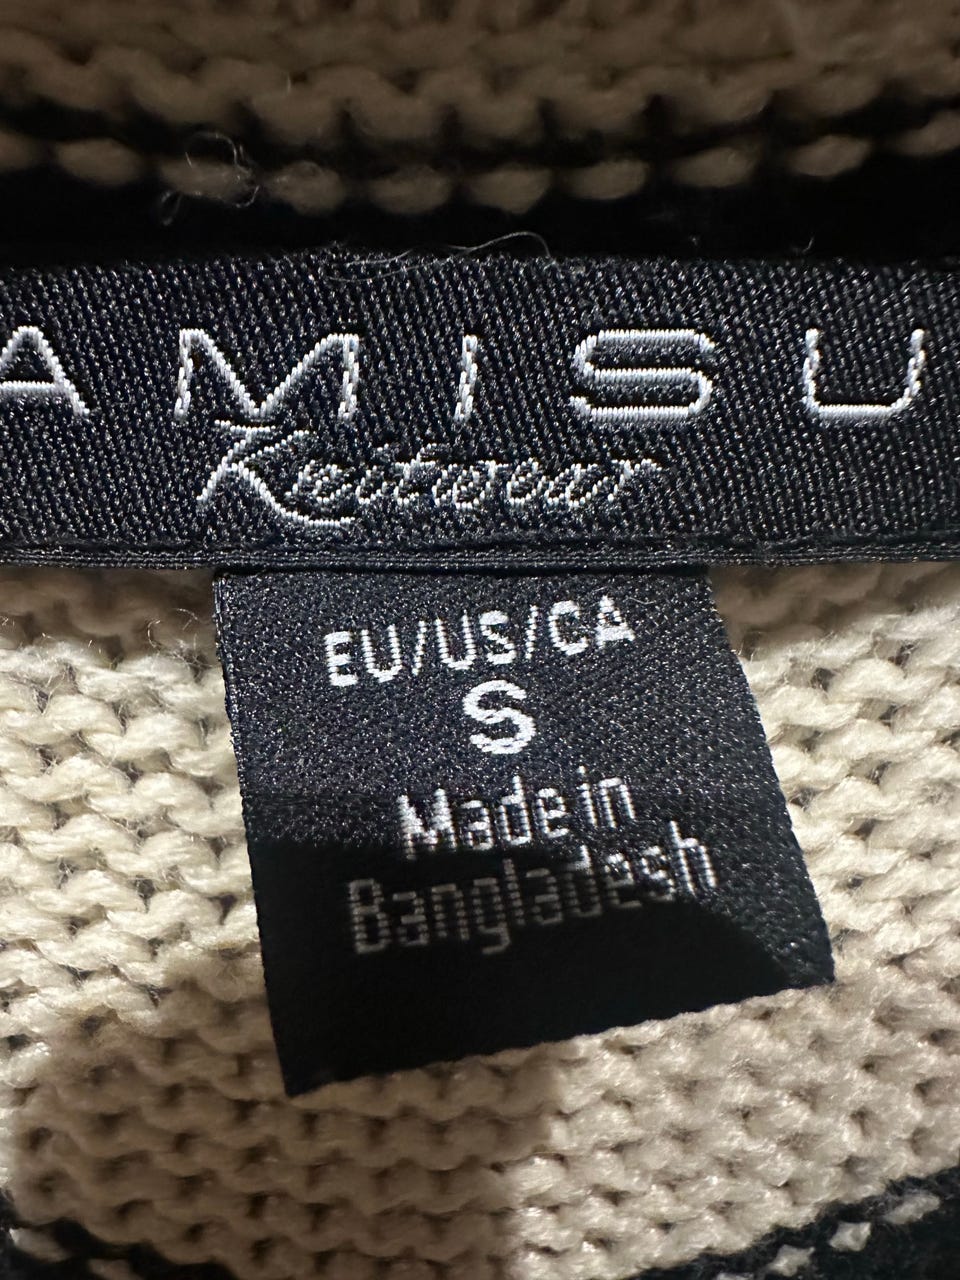 AMISU
Knitwear
EU/US/CA
S
Made in
Bangladesh